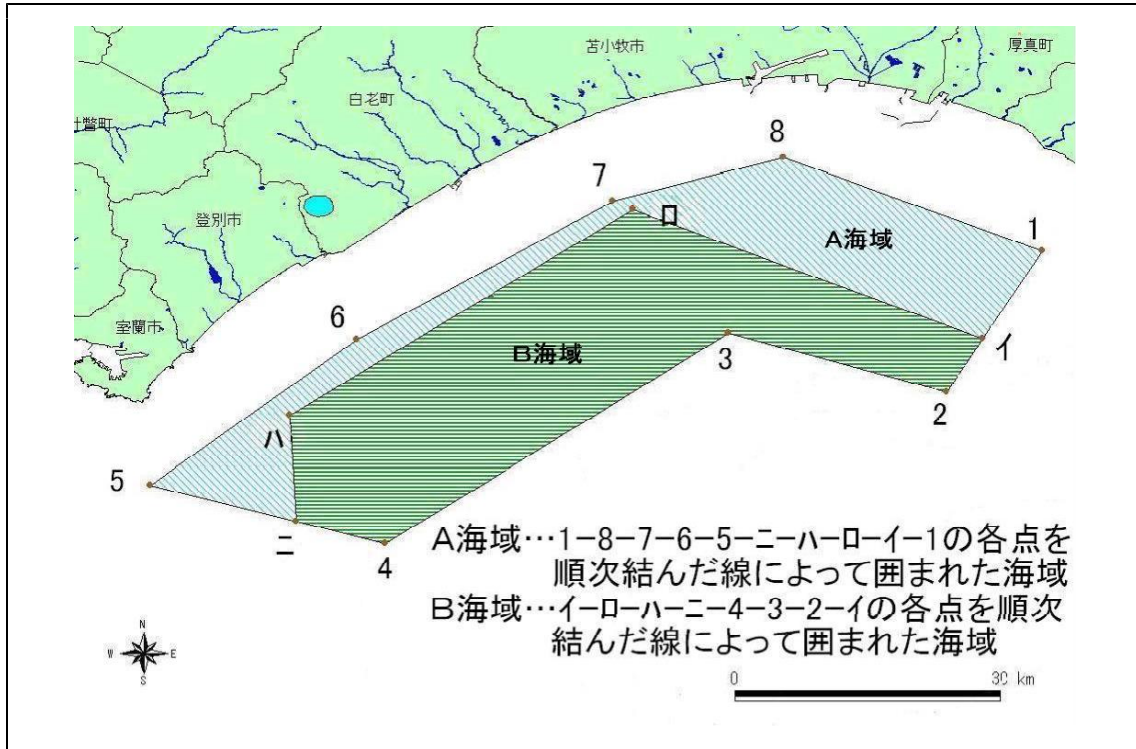 苫小牧市
厚真町
白老町
壮瞥町
登別市
室蘭市
8
7
ロ
1
A海域
6
イ
B海域
3
2
ハ
5
ニ
4
A海域…1-8-7-6-5-ニ-ハ-ロ-イ-1の各点を
順次結んだ線によって囲まれた海域
B海域…イ-ロ-ハ-ニ-4-3-2-イの各点を順次
結んだ線によって囲まれた海域
N
W E
S
0 30 km